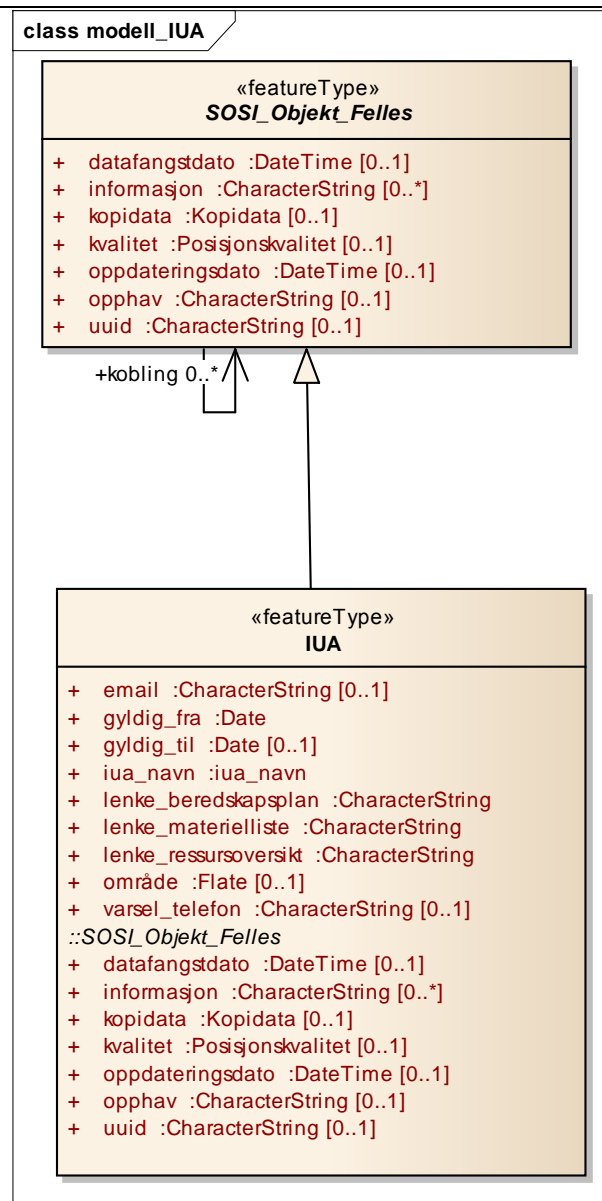 class modell_IUA
«featureType»
SOSI_Objekt_Felles
+ datafangstdato :DateTime [0..1]
+ informasjon :CharacterString [0..*]
+ kopidata :Kopidata [0..1]
+ kvalitet :Posisjonskvalitet [0..1]
+ oppdateringsdato :DateTime [0..1]
+ opphav :CharacterString [0..1]
+ uuid :CharacterString [0..1]
+kobling 0..*
«featureType»
IUA
+ email :CharacterString [0..1]
+ gyldig_fra :Date
+ gyldig_til :Date [0..1]
+ iua_navn :iua_navn
+ lenke_beredskapsplan :CharacterString
+ lenke_materielliste :CharacterString
+ lenke_ressursoversikt :CharacterString
+ område :Flate [0..1]
+ varsel_telefon :CharacterString [0..1]
::SOSI_Objekt_Felles
+ datafangstdato :DateTime [0..1]
+ informasjon :CharacterString [0..*]
+ kopidata :Kopidata [0..1]
+ kvalitet :Posisjonskvalitet [0..1]
+ oppdateringsdato :DateTime [0..1]
+ opphav :CharacterString [0..1]
+ uuid :CharacterString [0..1]